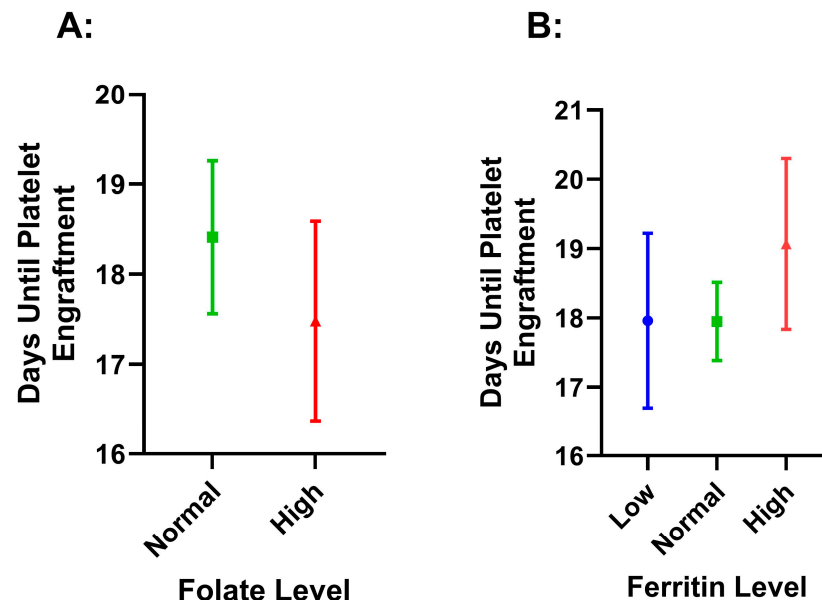 A:
Days Until Platelet
Engraftment
20
19
18
17
16
Normal
High
Folate Level
B:
Days Until Platelet
Engraftment
21
20
19
18
17
16
Low
Normal
High
Ferritin Level